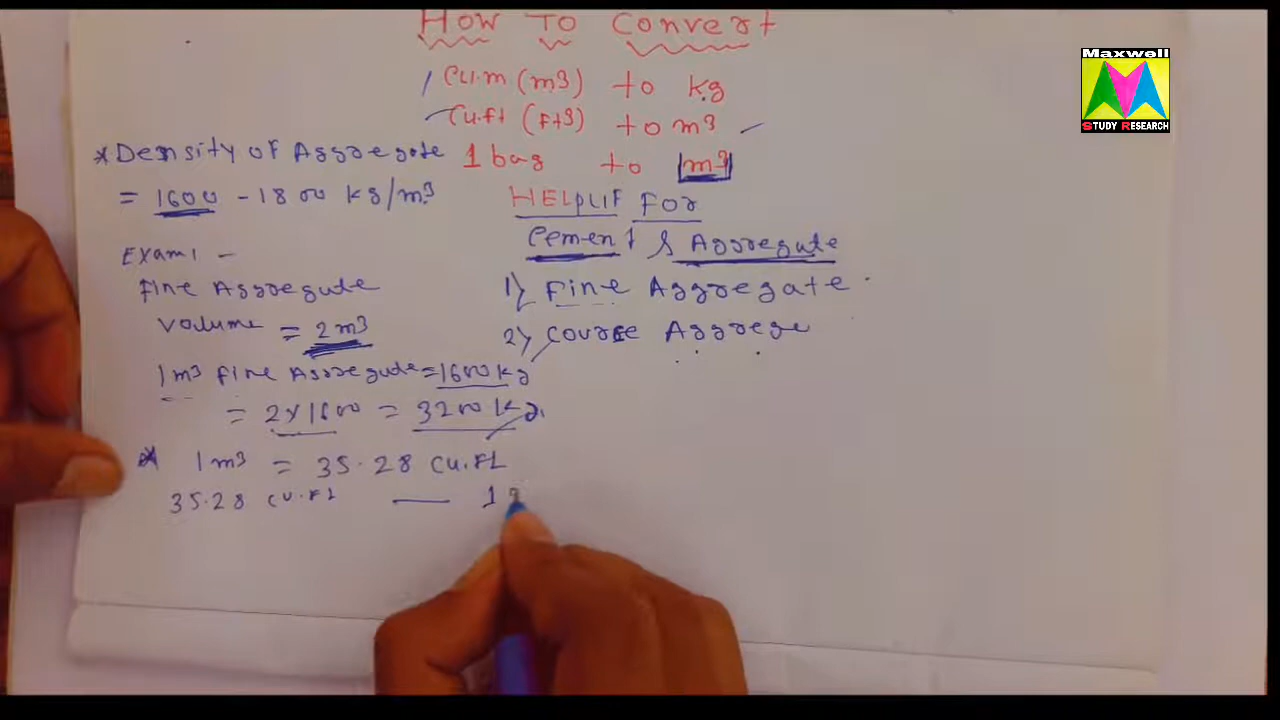 How To Convert
Maxwell
STUDY RESEARCH
Cu.m (m3) to kg
Cu.ft (ft3) to m3
1 bag to m3
*Density of Aggregate
= 1600 - 1800 kg/m3
HELPLIF For
Cement & Aggregate
1) Fine Aggregate
2) Course Aggrege
Exam1 -
Fine Aggregate
Volume = 2m3
1m3 fine Aggregate = 1600 kg
= 2x1600 = 3200 kg.
* 1m3 = 35.28 Cu.Ft
35.28 cu.Ft — 1